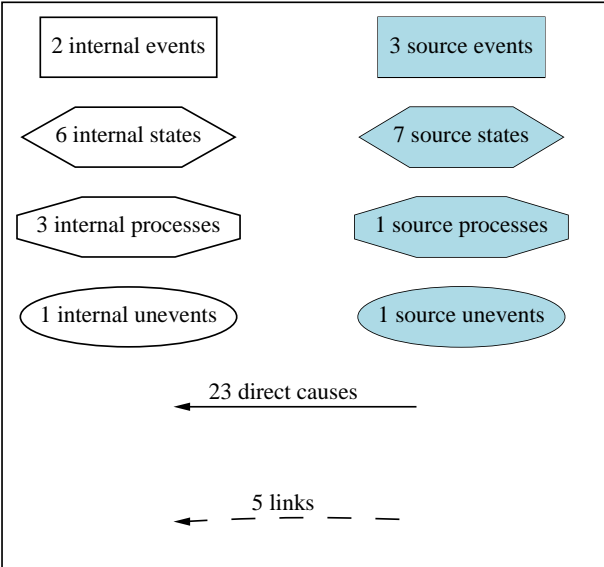 2 internal events
3 source events
6 internal states
7 source states
3 internal processes
1 source processes
1 internal unevents
1 source unevents
23 direct causes
5 links